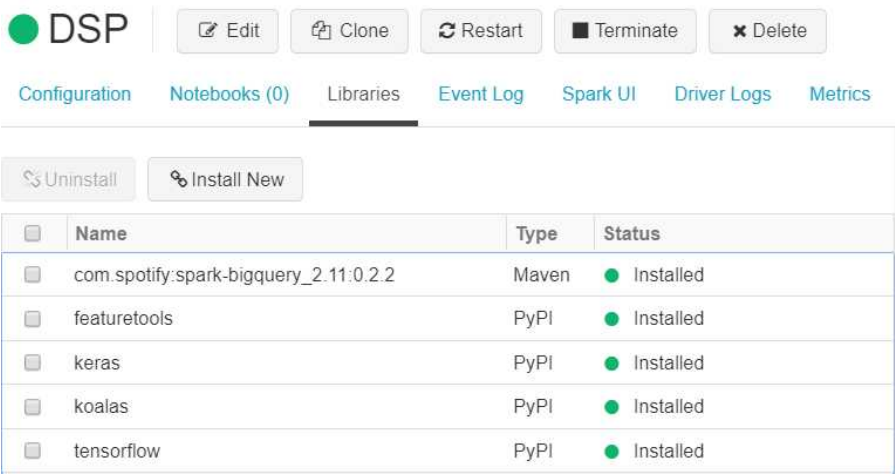 DSP Edit Clone Restart Terminate Delete
Configuration Notebooks (0) Libraries Event Log Spark UI Driver Logs Metrics
Uninstall Install New
Name Type Status
com.spotify:spark-bigquery_2.11:0.2.2 Maven Installed
featuretools PyPI Installed
keras PyPI Installed
koalas PyPI Installed
tensorflow PyPI Installed